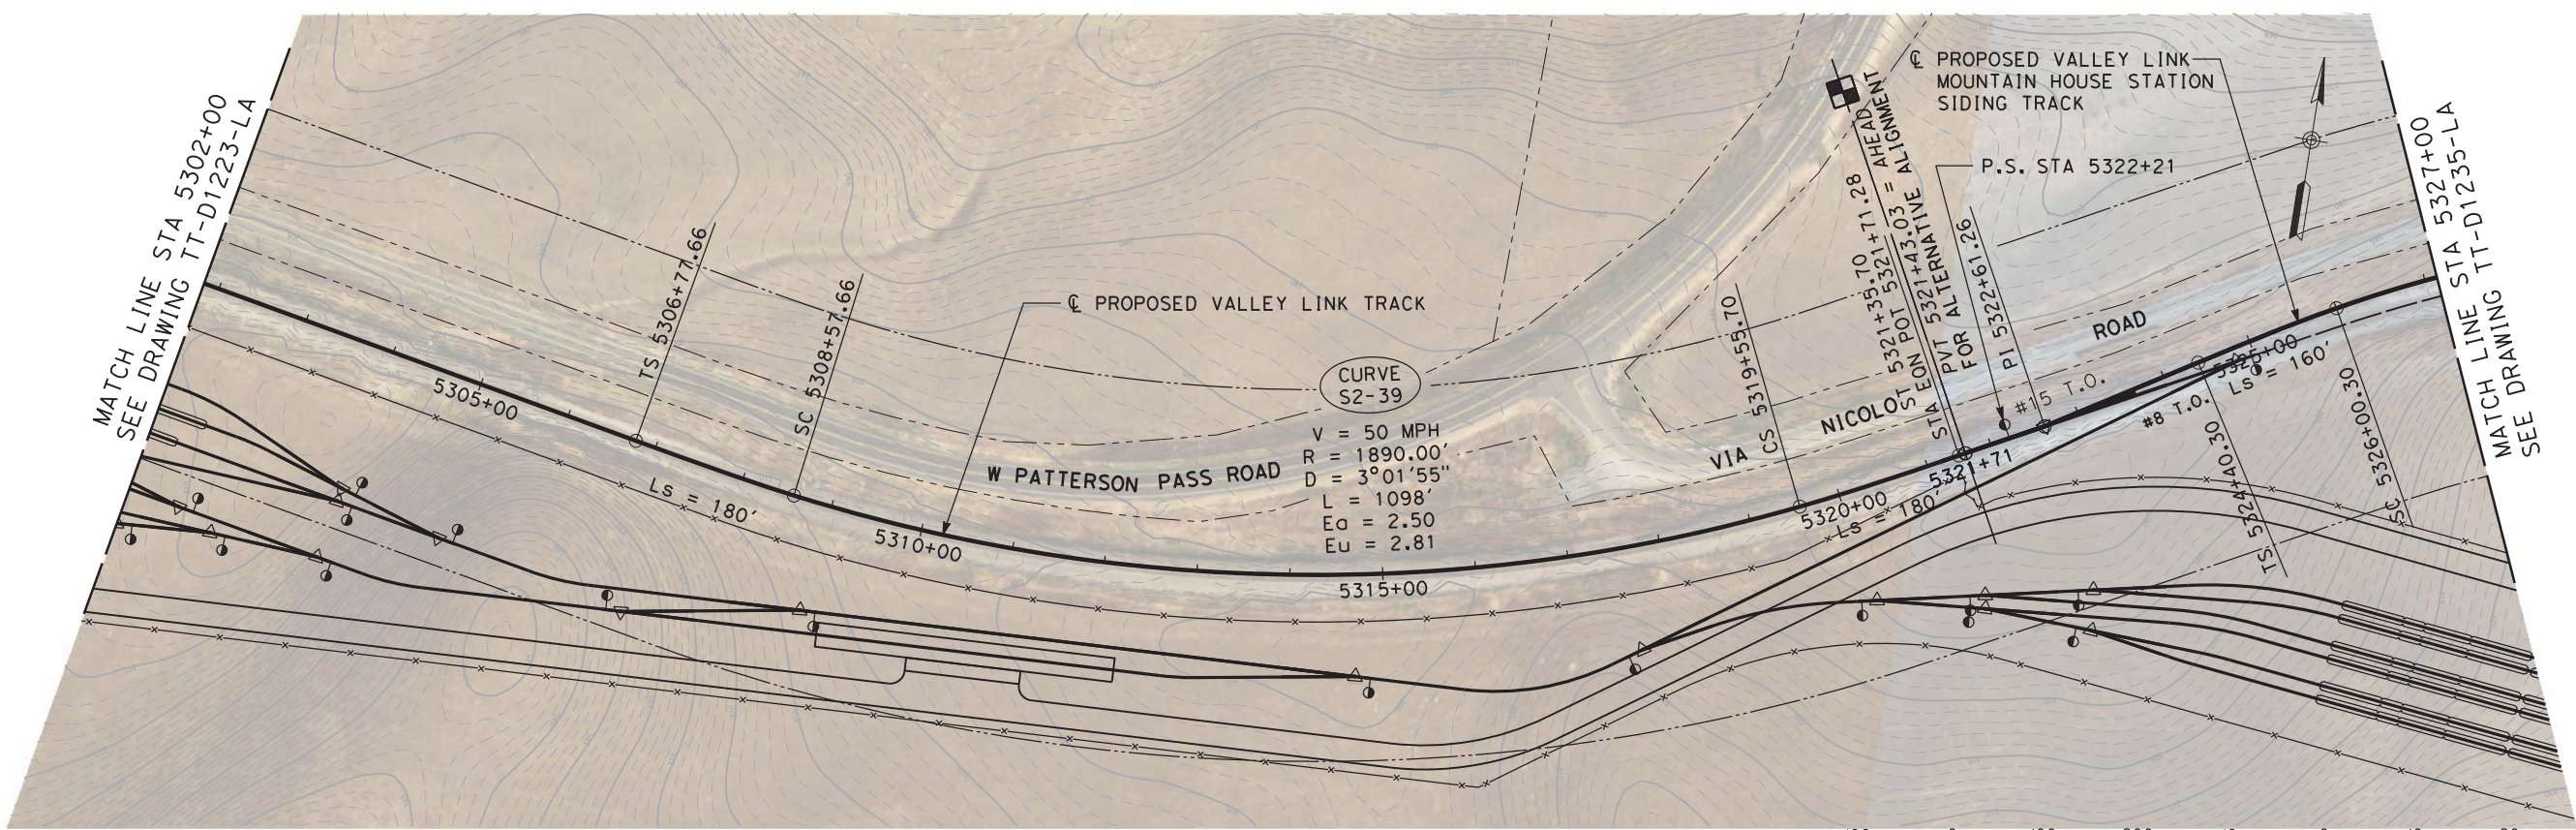 MATCH LINE STA 5302+00
SEE DRAWING TT-D1223-LA
5305+00
TS 5306+77.66
Ls = 180'
SC 5308+57.66
5310+00
℄ PROPOSED VALLEY LINK TRACK
W PATTERSON PASS ROAD
CURVE
S2-39
V = 50 MPH
R = 1890.00'
D = 3°01'55"
L = 1098'
Ea = 2.50
Eu = 2.81
5315+00
CS 5319+55.70
5320+00
Ls = 180'
VIA NICOLO ROAD
ST 5321+35.70
STA EQN POT 5321+71.28
PVT 5321+43.03 = AHEAD
FOR ALTERNATIVE ALIGNMENT
5321+71
PI 5322+61.26
P.S. STA 5322+21
℄ PROPOSED VALLEY LINK
MOUNTAIN HOUSE STATION
SIDING TRACK
#15 T.O.
#8 T.O.
5325+00
Ls = 160'
TS 5324+40.30
SC 5326+00.30
MATCH LINE STA 5327+00
SEE DRAWING TT-D1235-LA